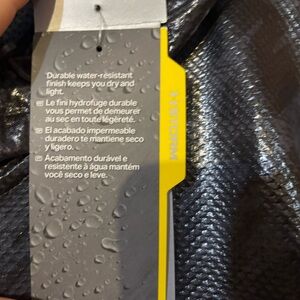 Durable water-resistant
finish keeps you dry and
light.
Le fini hydrofuge durable
vous permet de demeurer
au sec en toute légèreté.
El acabado impermeable
duradero te mantiene seco
y ligero.
Acabamento durável e
resistente à água mantém
você seco e leve.